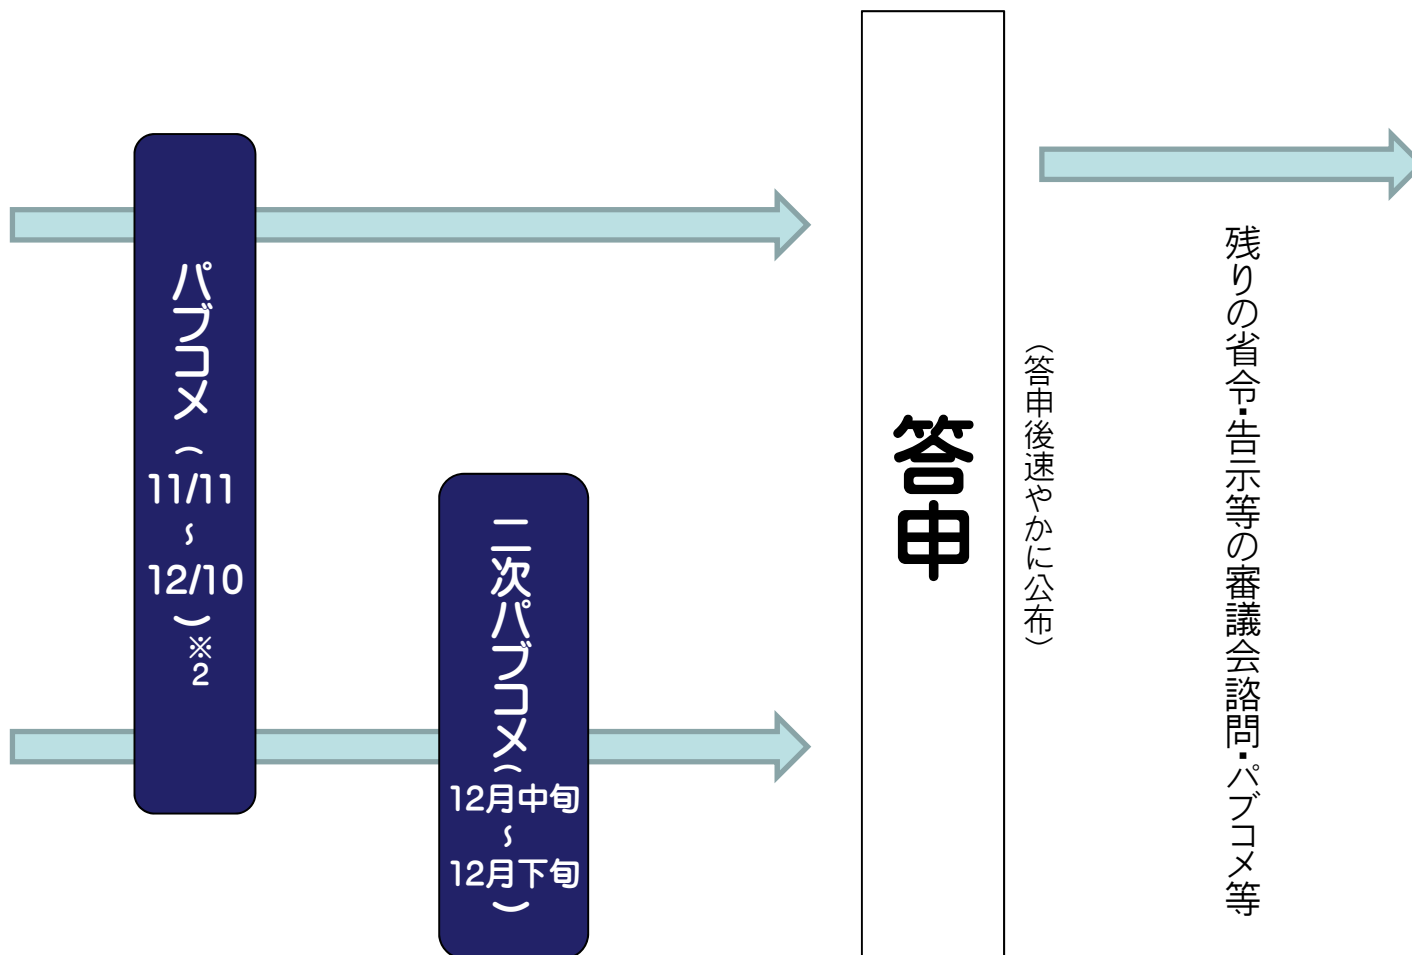 パブコメ（11/11～12/10）※2
二次パブコメ（12月中旬～12月下旬）
答申
（答申後速やかに公布）
残りの省令・告示等の審議会諮問・パブコメ等